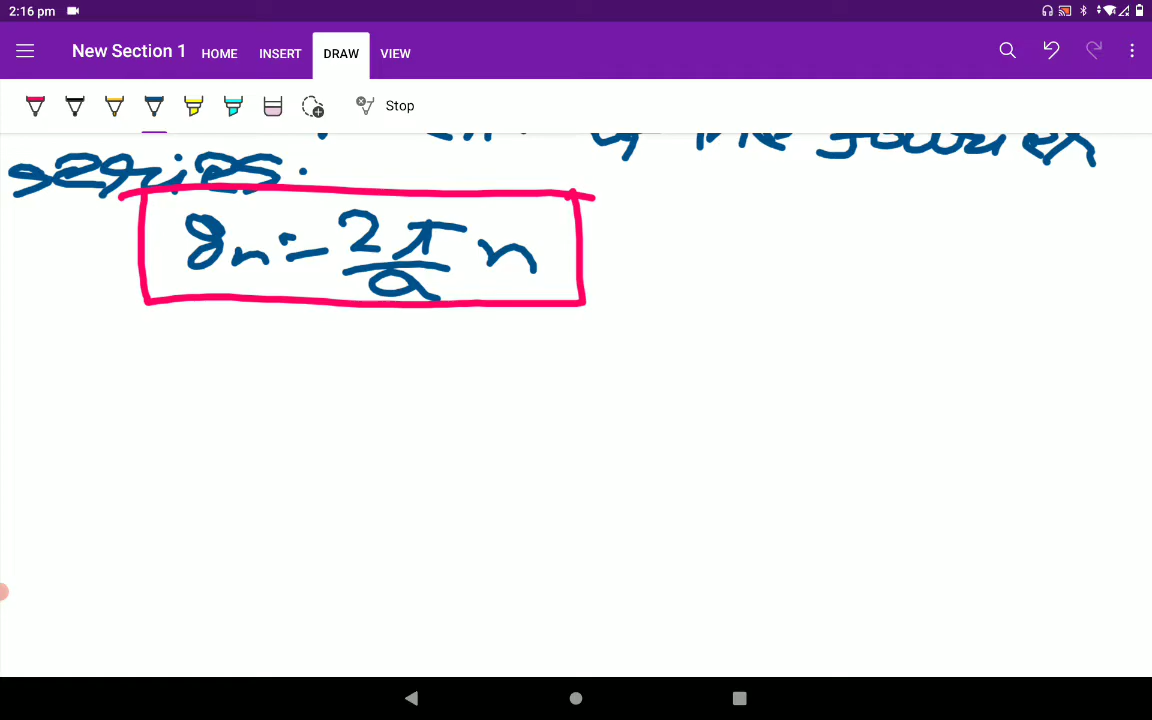 2:16 pm
New Section 1 HOME INSERT DRAW VIEW
Stop
of the fourier
series.
gn = 2π/a n